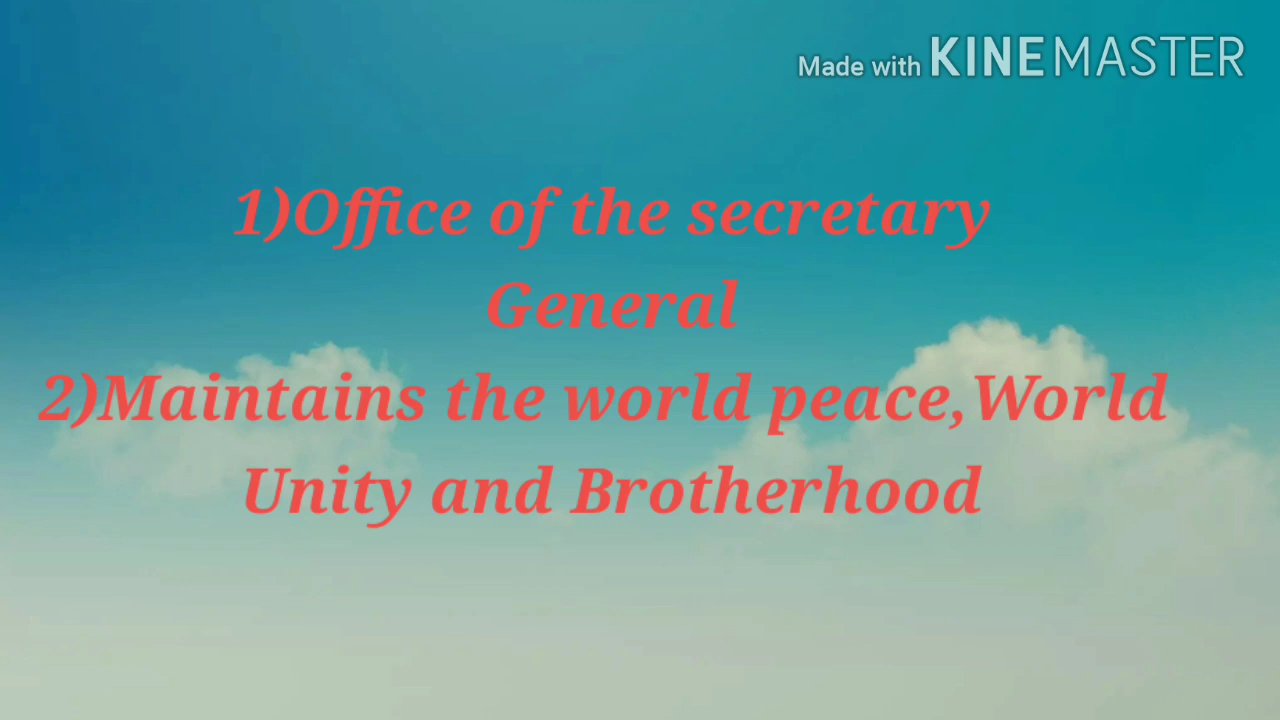 Made with KINEMASTER
1)Office of the secretary
General
2)Maintains the world peace,World
Unity and Brotherhood